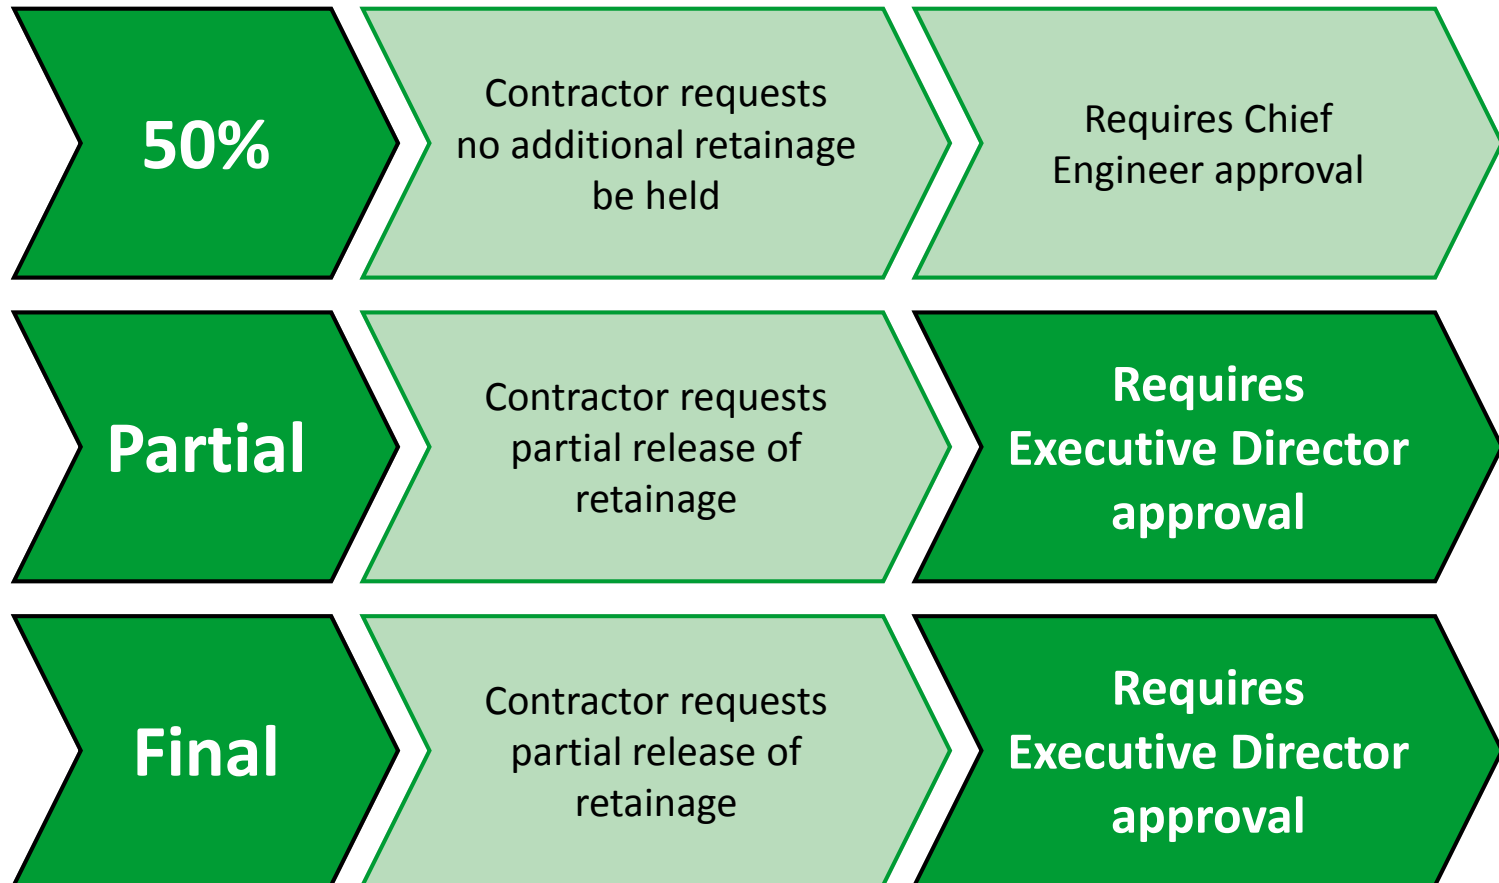 50%
Contractor requests
no additional retainage
be held
Requires Chief
Engineer approval
Partial
Contractor requests
partial release of
retainage
Requires
Executive Director
approval
Final
Contractor requests
partial release of
retainage
Requires
Executive Director
approval